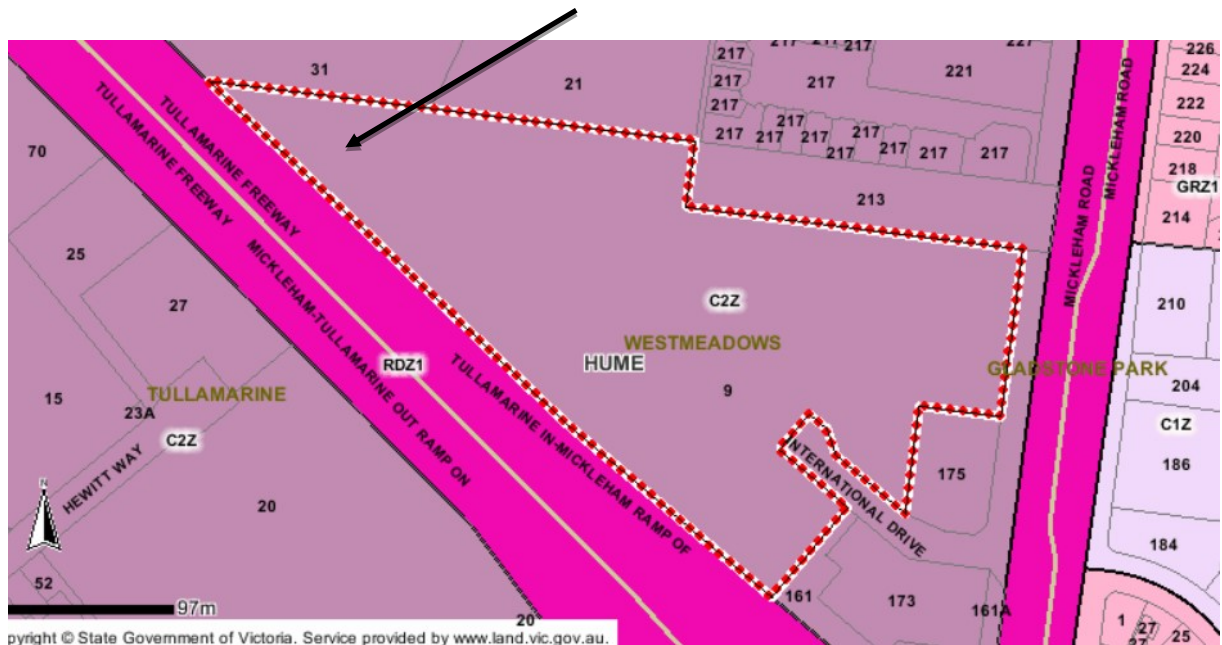 217
217
217
217
226
224
222
220
218
GRZ1
214
31
21
217
217
217
217
217
217
217
217
217
217
217
217
221
227
213
70
25
27
15
23A
TULLAMARINE
C2Z
HEWITT WAY
20
52
TULLAMARINE FREEWAY
TULLAMARINE FREEWAY
MICKLEHAM-TULLAMARINE OUT RAMP ON
RDZ1
TULLAMARINE IN-MICKLEHAM RAMP OF
C2Z
WESTMEADOWS
HUME
9
INTERNATIONAL DRIVE
175
161
173
161A
MICKLEHAM ROAD
MICKLEHAM ROAD
GLADSTONE PARK
210
204
C1Z
186
184
1
27
27
25
N
97m
20
pyright © State Government of Victoria. Service provided by www.land.vic.gov.au.